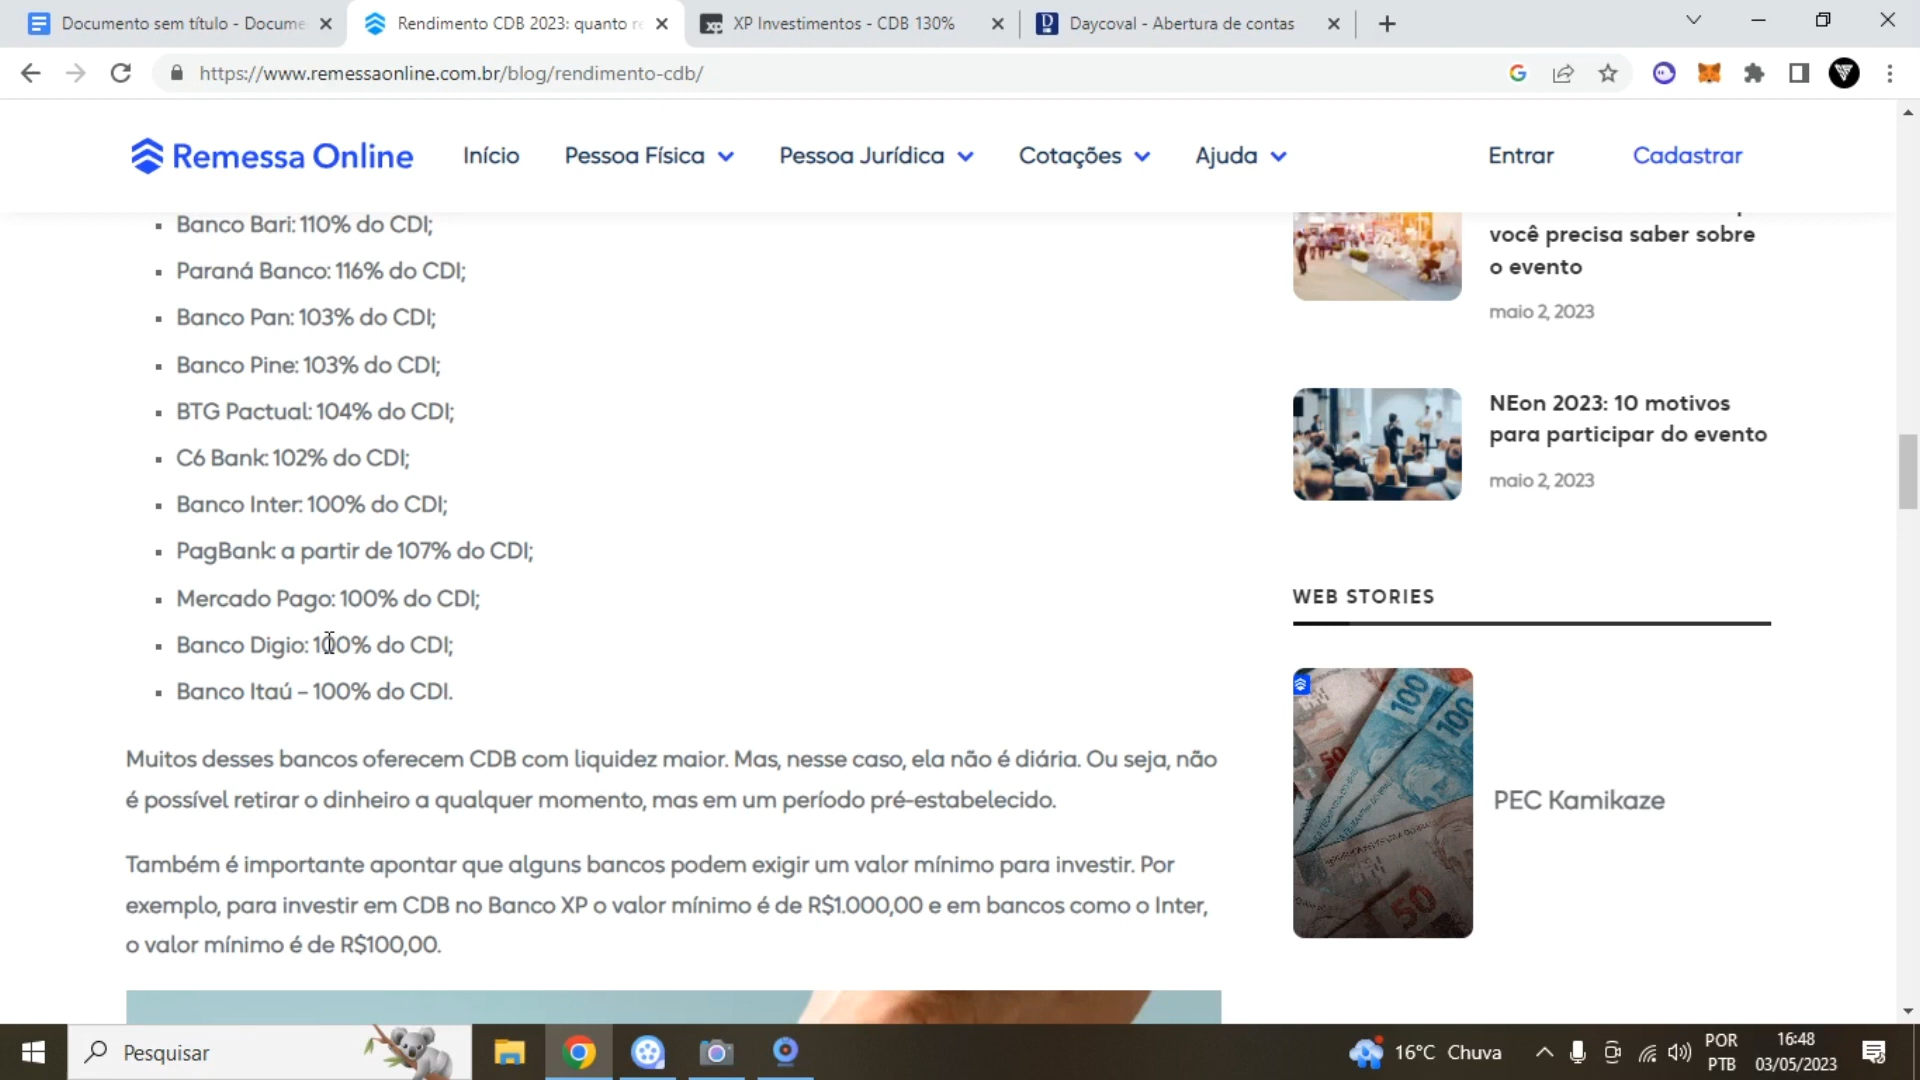 Documento sem título - Docume
Rendimento CDB 2023: quanto re
XP Investimentos - CDB 130%
Daycoval - Abertura de contas
https://www.remessaonline.com.br/blog/rendimento-cdb/
Remessa Online
Início
Pessoa Física
Pessoa Jurídica
Cotações
Ajuda
Entrar
Cadastrar
▪ Banco Bari: 110% do CDI;
▪ Paraná Banco: 116% do CDI;
▪ Banco Pan: 103% do CDI;
▪ Banco Pine: 103% do CDI;
▪ BTG Pactual: 104% do CDI;
▪ C6 Bank: 102% do CDI;
▪ Banco Inter: 100% do CDI;
▪ PagBank: a partir de 107% do CDI;
▪ Mercado Pago: 100% do CDI;
▪ Banco Digio: 100% do CDI;
▪ Banco Itaú – 100% do CDI.
Muitos desses bancos oferecem CDB com liquidez maior. Mas, nesse caso, ela não é diária. Ou seja, não
é possível retirar o dinheiro a qualquer momento, mas em um período pré-estabelecido.
Também é importante apontar que alguns bancos podem exigir um valor mínimo para investir. Por
exemplo, para investir em CDB no Banco XP o valor mínimo é de R$1.000,00 e em bancos como o Inter,
o valor mínimo é de R$100,00.
você precisa saber sobre
o evento
maio 2, 2023
NEon 2023: 10 motivos
para participar do evento
maio 2, 2023
WEB STORIES
100
100
50
50
PEC Kamikaze
Pesquisar
16°C Chuva
POR
PTB
16:48
03/05/2023